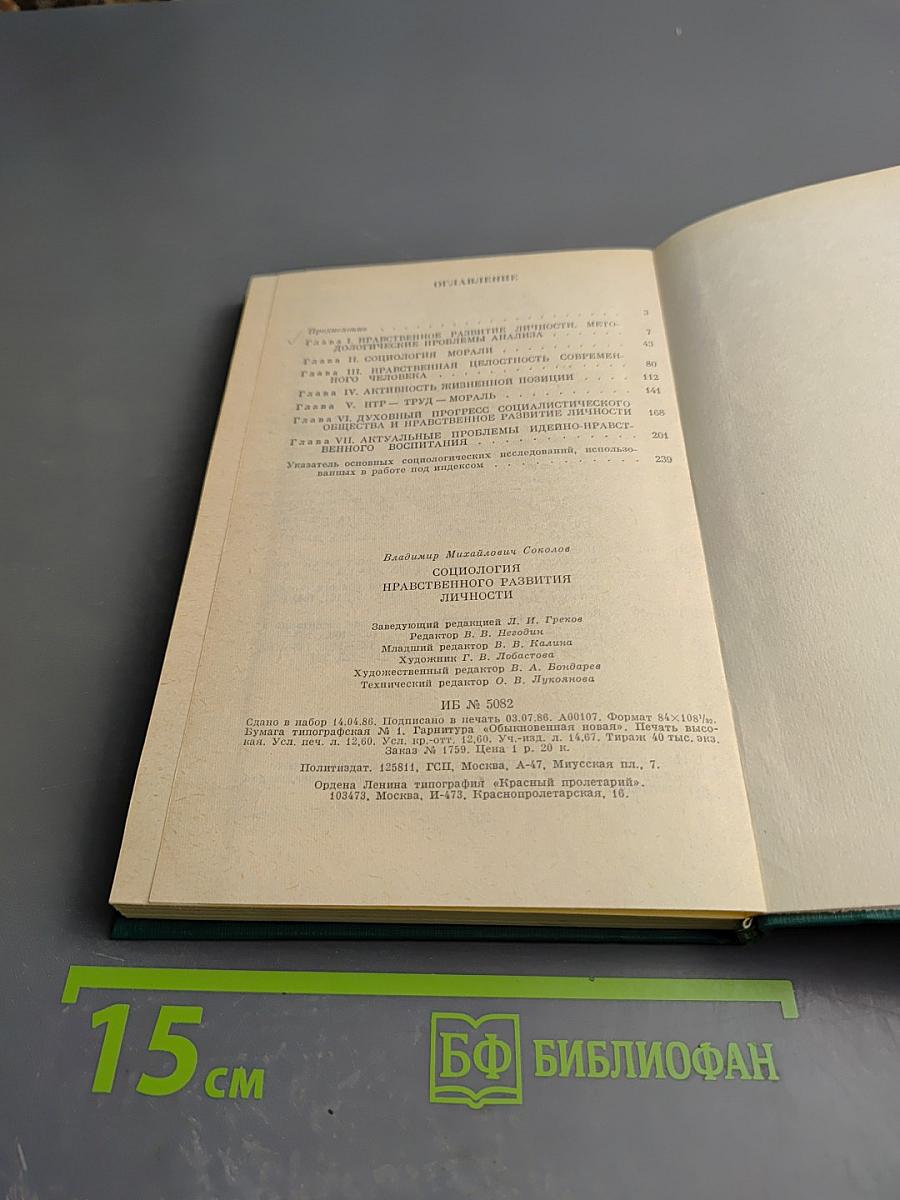 ОГЛАВЛЕНИЕ
Предисловие . . . . . . . . . . . . . . . . 3
Глава I. НРАВСТВЕННОЕ РАЗВИТИЕ ЛИЧНОСТИ. МЕТО-
ДОЛОГИЧЕСКИЕ ПРОБЛЕМЫ АНАЛИЗА . . . . . 7
Глава II. СОЦИОЛОГИЯ МОРАЛИ . . . . . . . . 43
Глава III. НРАВСТВЕННАЯ ЦЕЛОСТНОСТЬ СОВРЕМЕН-
НОГО ЧЕЛОВЕКА . . . . . . . . . . . . 80
Глава IV. АКТИВНОСТЬ ЖИЗНЕННОЙ ПОЗИЦИИ . . . . 112
Глава V. НТР — ТРУД — МОРАЛЬ . . . . . . . . 141
Глава VI. ДУХОВНЫЙ ПРОГРЕСС СОЦИАЛИСТИЧЕСКОГО
ОБЩЕСТВА И НРАВСТВЕННОЕ РАЗВИТИЕ ЛИЧНОСТИ 168
Глава VII. АКТУАЛЬНЫЕ ПРОБЛЕМЫ ИДЕЙНО-НРАВСТ-
ВЕННОГО ВОСПИТАНИЯ . . . . . . . . . . . 201
Указатель основных социологических исследований, использо-
ванных в работе под индексом . . . . . . . . . . 239
Владимир Михайлович Соколов
СОЦИОЛОГИЯ
НРАВСТВЕННОГО РАЗВИТИЯ
ЛИЧНОСТИ
Заведующий редакцией Л. И. Греков
Редактор В. В. Негодин
Младший редактор В. В. Калина
Художник Г. В. Лобастова
Художественный редактор В. А. Бондарев
Технический редактор О. В. Лукоянова
ИБ № 5082
Сдано в набор 14.04.86. Подписано в печать 03.07.86. А00107. Формат 84×108¹/₃₂.
Бумага типографская № 1. Гарнитура «Обыкновенная новая». Печать высо-
кая. Усл. печ. л. 12,60. Усл. кр.-отт. 12,60. Уч.-изд. л. 14,67. Тираж 40 тыс. экз.
Заказ № 1759. Цена 1 р. 20 к.
Политиздат. 125811, ГСП, Москва, А-47, Миусская пл., 7.
Ордена Ленина типография «Красный пролетарий».
103473, Москва, И-473, Краснопролетарская, 16.
15 см
БФ БИБЛИОФАН